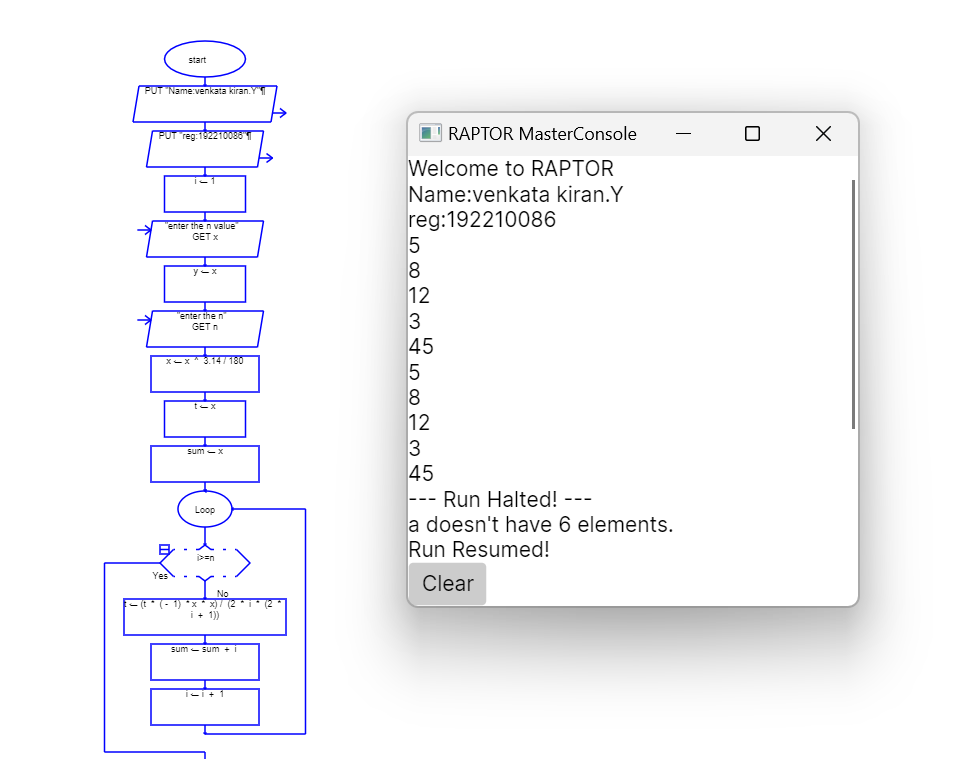 start
PUT "Name:venkata kiran.Y"¶
PUT "reg:192210086"¶
i ← 1
"enter the n value"
GET x
y ← x
"enter the n"
GET n
x ← x ^ 3.14 / 180
t ← x
sum ← x
Loop
i>=n
Yes
No
t ← (t * ( - 1) * x * x) / (2 * i * (2 *
i + 1))
sum ← sum + i
i ← i + 1
RAPTOR MasterConsole
Welcome to RAPTOR
Name:venkata kiran.Y
reg:192210086
5
8
12
3
45
5
8
12
3
45
--- Run Halted! ---
a doesn't have 6 elements.
Run Resumed!
Clear